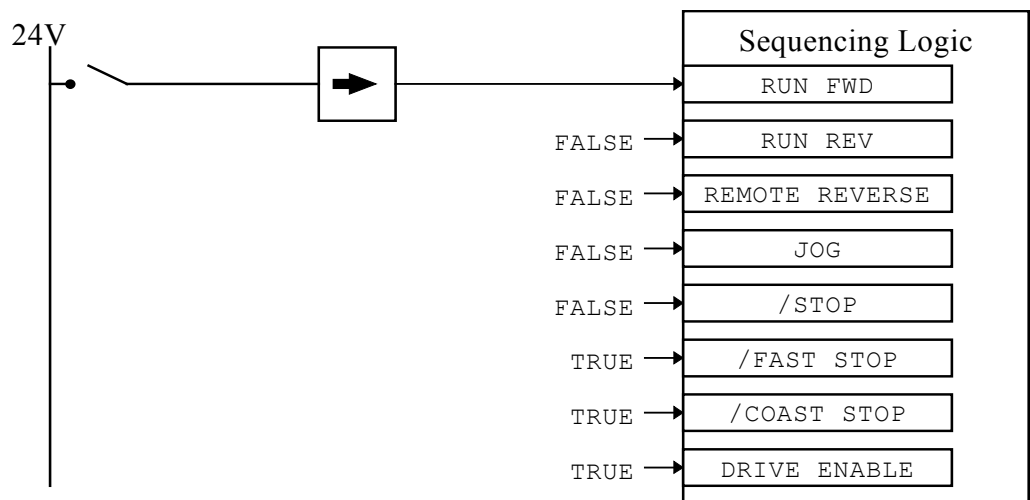 24V
Sequencing Logic
RUN FWD
FALSE RUN REV
FALSE REMOTE REVERSE
FALSE JOG
FALSE /STOP
TRUE /FAST STOP
TRUE /COAST STOP
TRUE DRIVE ENABLE